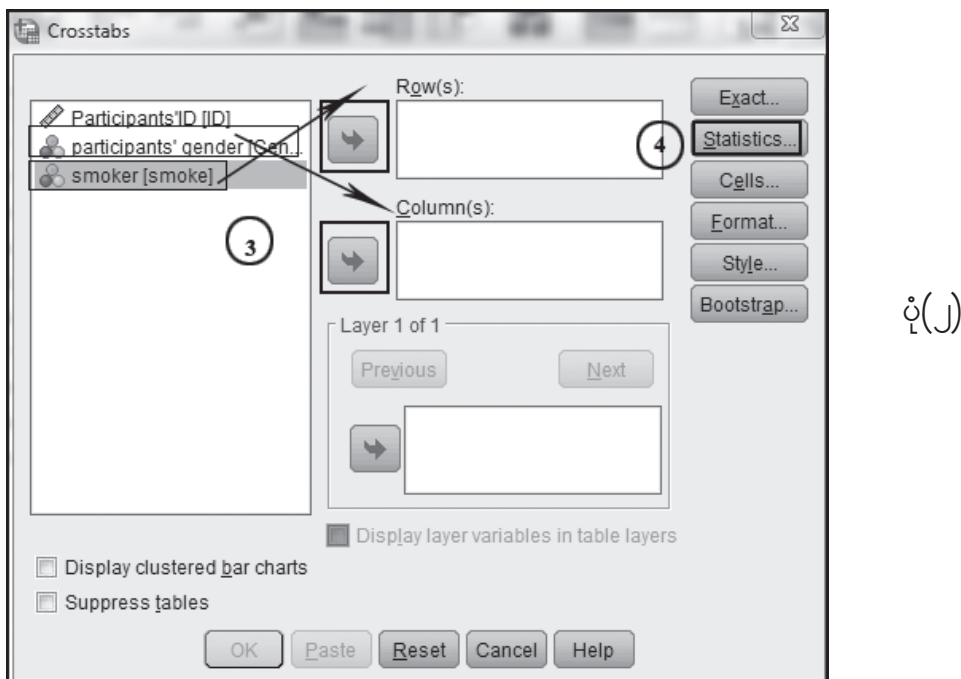 Crosstabs
Participants'ID [ID]
participants' gender [Gen...
smoker [smoke]
3
Row(s):
4
Column(s):
Layer 1 of 1
Previous
Next
Display layer variables in table layers
Exact...
Statistics...
Cells...
Format...
Style...
Bootstrap...
Display clustered bar charts
Suppress tables
OK
Paste
Reset
Cancel
Help
ပုံ(၂)